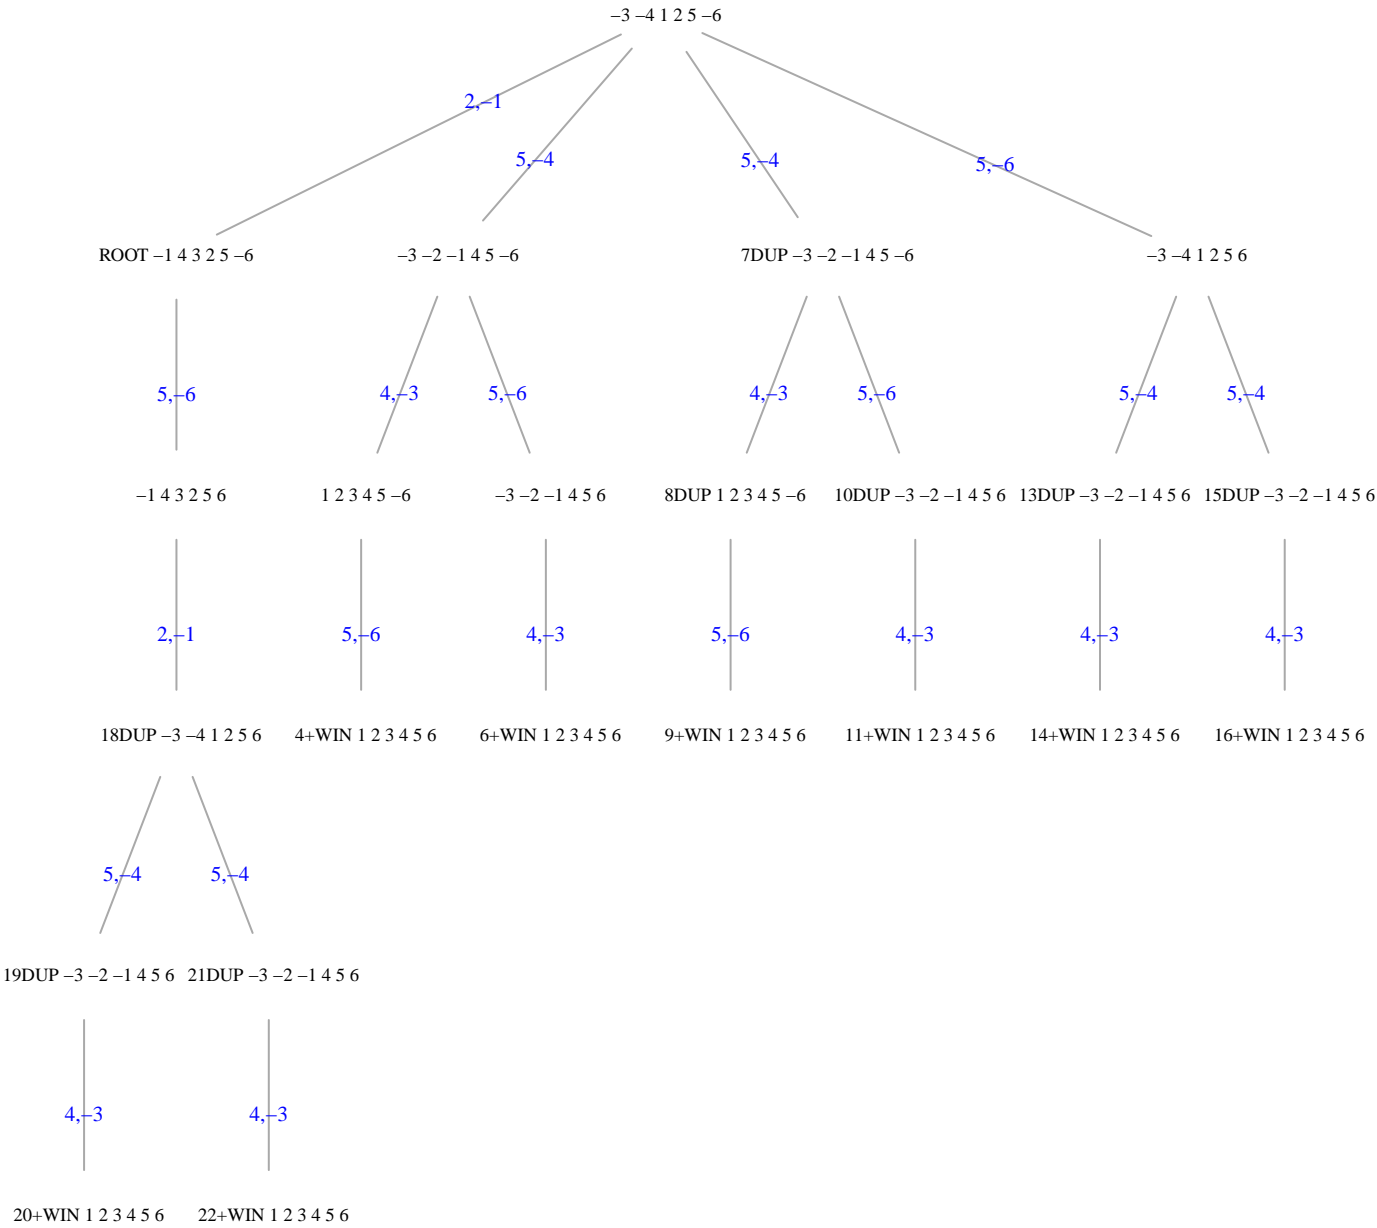 −3 −4 1 2 5 −6
2,−1
5,−4
5,−4
5,−6
ROOT −1 4 3 2 5 −6
−3 −2 −1 4 5 −6
7DUP −3 −2 −1 4 5 −6
−3 −4 1 2 5 6
5,−6
4,−3
5,−6
4,−3
5,−6
5,−4
5,−4
−1 4 3 2 5 6
1 2 3 4 5 −6
−3 −2 −1 4 5 6
8DUP 1 2 3 4 5 −6
10DUP −3 −2 −1 4 5 6
13DUP −3 −2 −1 4 5 6
15DUP −3 −2 −1 4 5 6
2,−1
5,−6
4,−3
5,−6
4,−3
4,−3
4,−3
18DUP −3 −4 1 2 5 6
4+WIN 1 2 3 4 5 6
6+WIN 1 2 3 4 5 6
9+WIN 1 2 3 4 5 6
11+WIN 1 2 3 4 5 6
14+WIN 1 2 3 4 5 6
16+WIN 1 2 3 4 5 6
5,−4
5,−4
19DUP −3 −2 −1 4 5 6
21DUP −3 −2 −1 4 5 6
4,−3
4,−3
20+WIN 1 2 3 4 5 6
22+WIN 1 2 3 4 5 6